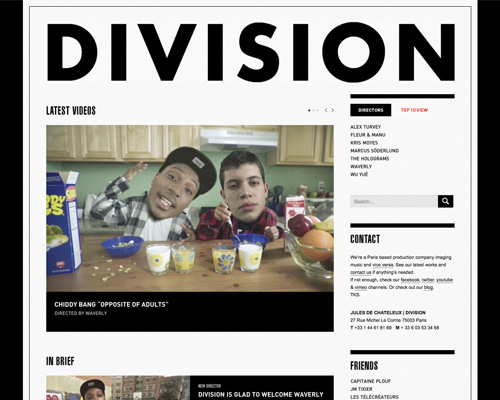 DIVISION
LATEST VIDEOS
CHIDDY BANG "OPPOSITE OF ADULTS"
DIRECTED BY WAVERLY
IN BRIEF
NEW DIRECTOR
DIVISION IS GLAD TO WELCOME WAVERLY
DIRECTORS
TOP 10 VIEW
ALEX TURVEY
FLEUR & MANU
KRIS MOYES
MARCUS SÖDERLUND
THE HOLOGRAMS
WAVERLY
WU YUÉ
Search...
CONTACT
We're a Paris based production company imaging
music and vice versa. See our latest works and
contact us if anything's needed.
If not enough, check our facebook, twitter, youtube
& vimeo channels. Or check out our blog.
TKS.
JULES DE CHATELEUX | DIVISION
27 Rue Michel Le Comte 75003 Paris
T +33 1 44 61 81 69 · M + 33 6 03 53 34 68
FRIENDS
CAPITAINE PLOUF
JM TIXIER
LES TÉLÉCRÉATEURS